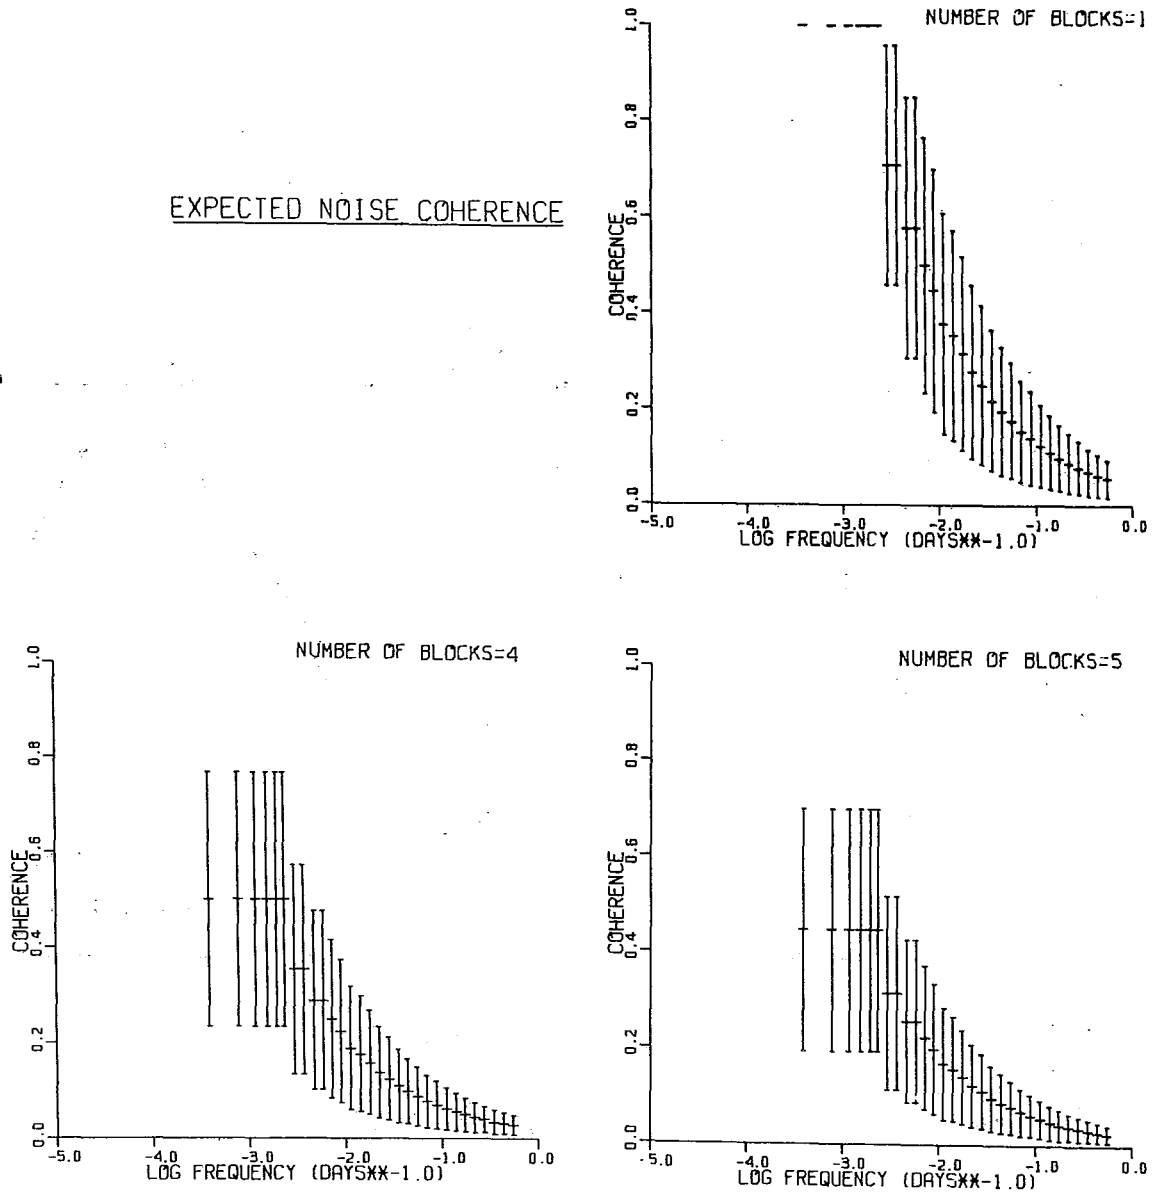 NUMBER OF BLOCKS=1
1.0
0.8
0.6
0.4
0.2
0.0
COHERENCE
-5.0 -4.0 -3.0 -2.0 -1.0 0.0
LOG FREQUENCY (DAYS**-1.0)
EXPECTED NOISE COHERENCE
NUMBER OF BLOCKS=4
1.0
0.8
0.6
0.4
0.2
0.0
COHERENCE
-5.0 -4.0 -3.0 -2.0 -1.0 0.0
LOG FREQUENCY (DAYS**-1.0)
NUMBER OF BLOCKS=5
1.0
0.8
0.6
0.4
0.2
0.0
COHERENCE
-5.0 -4.0 -3.0 -2.0 -1.0 0.0
LOG FREQUENCY (DAYS**-1.0)